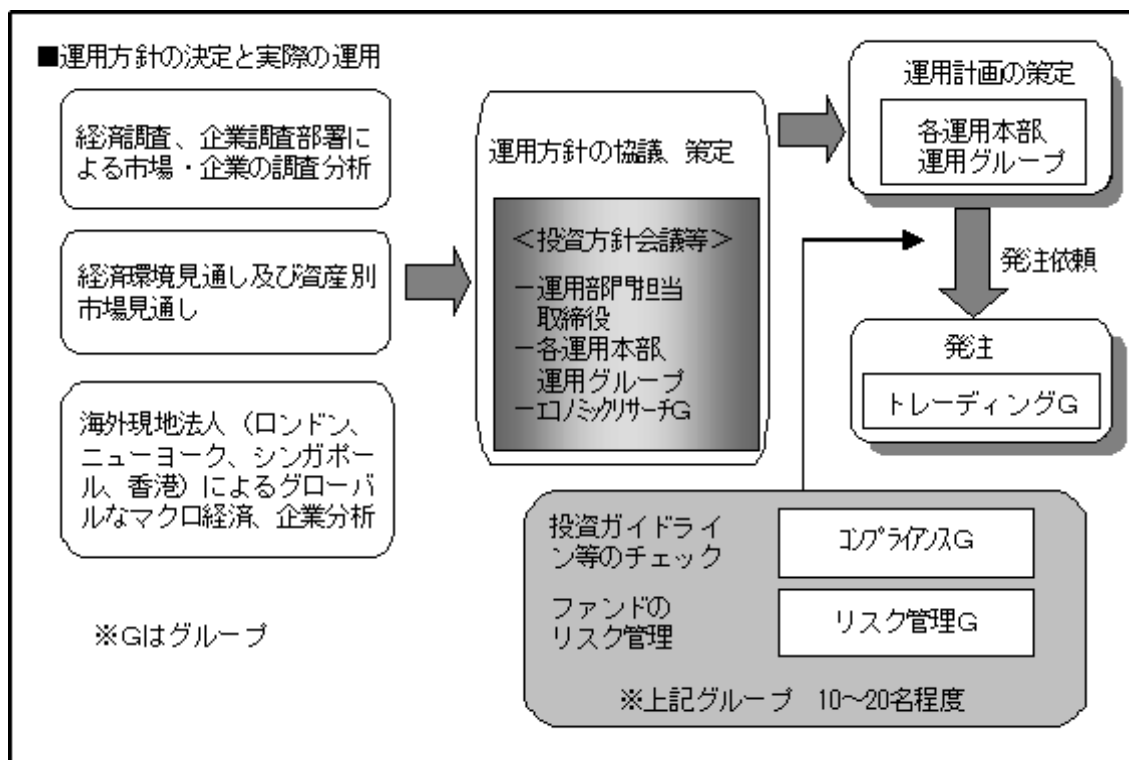 ■運用方針の決定と実際の運用
経済調査、企業調査部署に
よる市場・企業の調査分析
経済環境見通し及び資産別
市場見通し
海外現地法人（ロンドン、
ニューヨーク、シンガポー
ル、香港）によるグローバ
ルなマクロ経済、企業分析
※Gはグループ
運用方針の協議、策定
＜投資方針会議等＞
－運用部門担当
取締役
－各運用本部
運用グループ
－ｴｺﾉﾐｯｸﾘｻｰﾁG
運用計画の策定
各運用本部、
運用グループ
発注依頼
発注
トレーディングG
投資ガイドライ
ン等のチェック
ｺﾝﾌﾟﾗｲｱﾝｽG
ファンドの
リスク管理
リスク管理G
※上記グループ　10～20名程度